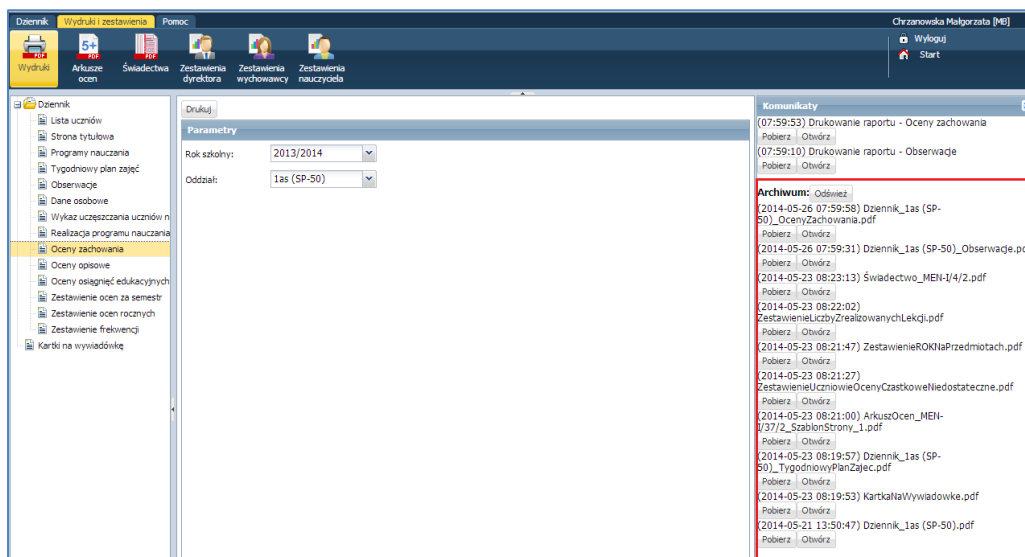 Dziennik Wydruki i zestawienia Pomoc Chrzanowska Małgorzata [MB]
Wyloguj
Start
PDF 5+ PDF PDF
Wydruki Arkusze ocen Świadectwa Zestawienia dyrektora Zestawienia wychowawcy Zestawienia nauczyciela
Dziennik
Lista uczniów
Strona tytułowa
Programy nauczania
Tygodniowy plan zajęć
Obserwacje
Dane osobowe
Wykaz uczęszczania uczniów n
Realizacja programu nauczania
Oceny zachowania
Oceny opisowe
Oceny osiągnięć edukacyjnych
Zestawienie ocen za semestr
Zestawienie ocen rocznych
Zestawienie frekwencji
Kartki na wywiadówkę
Drukuj
Parametry
Rok szkolny: 2013/2014
Oddział: 1as (SP-50)
Komunikaty
(07:59:53) Drukowanie raportu - Oceny zachowania
Pobierz Otwórz
(07:59:10) Drukowanie raportu - Obserwacje
Pobierz Otwórz
Archiwum: Odśwież
(2014-05-26 07:59:58) Dziennik_1as (SP-
50)_OcenyZachowania.pdf
Pobierz Otwórz
(2014-05-26 07:59:31) Dziennik_1as (SP-50)_Obserwacje.pd
Pobierz Otwórz
(2014-05-23 08:23:13) Świadectwo_MEN-I/4/2.pdf
Pobierz Otwórz
(2014-05-23 08:22:02)
ZestawienieLiczbyZrealizowanychLekcji.pdf
Pobierz Otwórz
(2014-05-23 08:21:47) ZestawienieROKNaPrzedmiotach.pdf
Pobierz Otwórz
(2014-05-23 08:21:27)
ZestawienieUczniowieOcenyCzastkoweNiedostateczne.pdf
Pobierz Otwórz
(2014-05-23 08:21:00) ArkuszOcen_MEN-
I/37/2_SzablonStrony_1.pdf
Pobierz Otwórz
(2014-05-23 08:19:57) Dziennik_1as (SP-
50)_TygodniowyPlanZajec.pdf
Pobierz Otwórz
(2014-05-23 08:19:53) KartkaNaWywiadowke.pdf
Pobierz Otwórz
(2014-05-21 13:50:47) Dziennik_1as (SP-50).pdf
Pobierz Otwórz